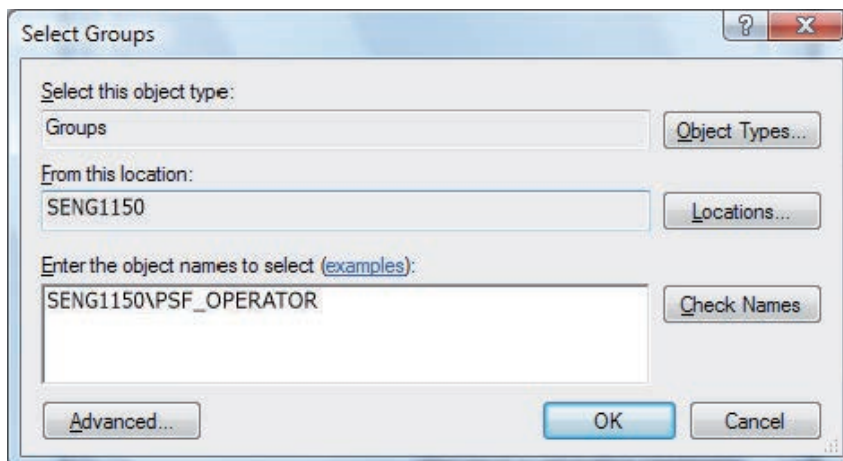 Select Groups
Select this object type:
Groups
Object Types...
From this location:
SENG1150
Locations...
Enter the object names to select (examples):
SENG1150\PSF_OPERATOR
Check Names
Advanced...
OK
Cancel